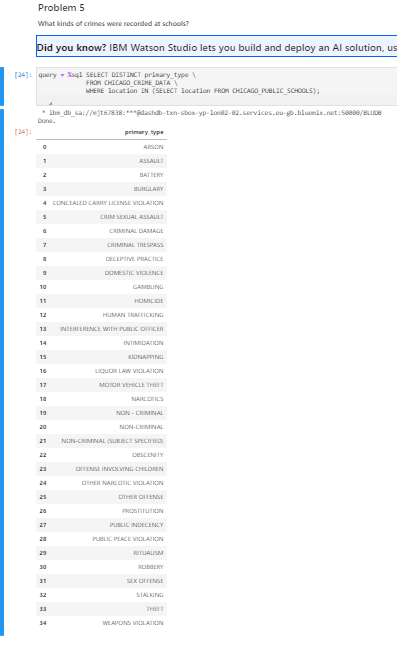 Problem 5
What kinds of crimes were recorded at schools?
Did you know? IBM Watson Studio lets you build and deploy an AI solution, us
[24]: query = %sql SELECT DISTINCT primary_type \
FROM CHICAGO_CRIME_DATA \
WHERE location IN (SELECT location FROM CHICAGO_PUBLIC_SCHOOLS);
* ibm_db_sa://mjt67838:***@dashdb-txn-sbox-yp-lon02-02.services.eu-gb.bluemix.net:50000/BLUDB
Done.
[24]: primary_type
0 ARSON
1 ASSAULT
2 BATTERY
3 BURGLARY
4 CONCEALED CARRY LICENSE VIOLATION
5 CRIM SEXUAL ASSAULT
6 CRIMINAL DAMAGE
7 CRIMINAL TRESPASS
8 DECEPTIVE PRACTICE
9 DOMESTIC VIOLENCE
10 GAMBLING
11 HOMICIDE
12 HUMAN TRAFFICKING
13 INTERFERENCE WITH PUBLIC OFFICER
14 INTIMIDATION
15 KIDNAPPING
16 LIQUOR LAW VIOLATION
17 MOTOR VEHICLE THEFT
18 NARCOTICS
19 NON - CRIMINAL
20 NON-CRIMINAL
21 NON-CRIMINAL (SUBJECT SPECIFIED)
22 OBSCENITY
23 OFFENSE INVOLVING CHILDREN
24 OTHER NARCOTIC VIOLATION
25 OTHER OFFENSE
26 PROSTITUTION
27 PUBLIC INDECENCY
28 PUBLIC PEACE VIOLATION
29 RITUALISM
30 ROBBERY
31 SEX OFFENSE
32 STALKING
33 THEFT
34 WEAPONS VIOLATION